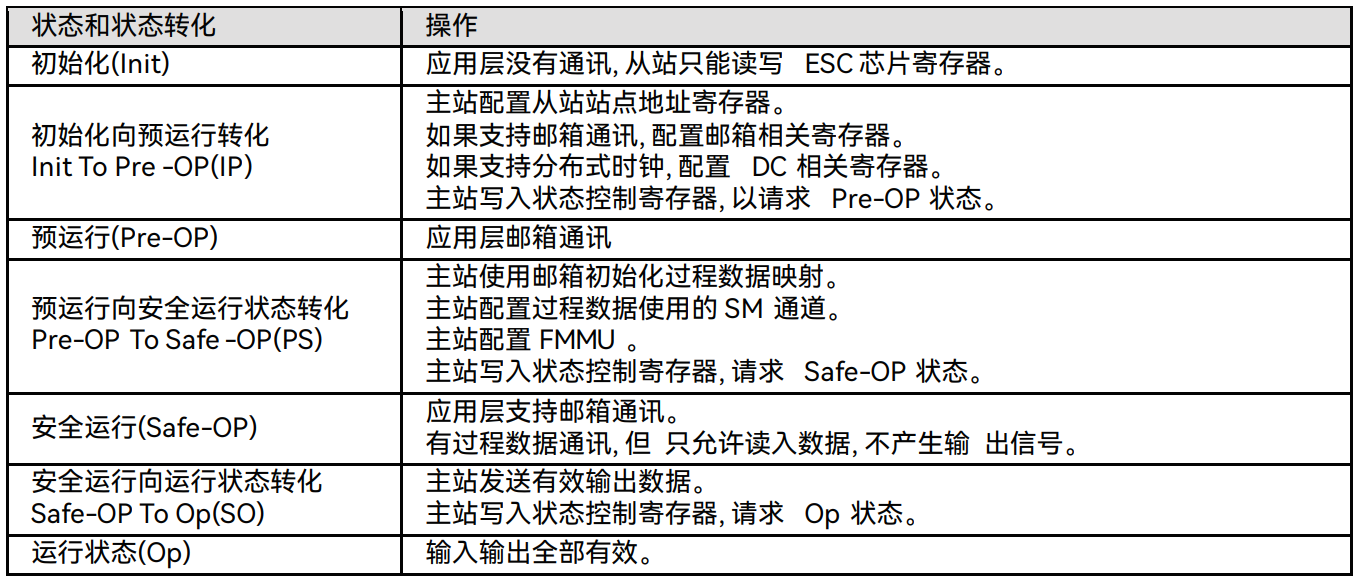 状态和状态转化
操作
初始化(Init)
应用层没有通讯, 从站只能读写 ESC 芯片寄存器。
初始化向预运行转化
Init To Pre -OP(IP)
主站配置从站站点地址寄存器。
如果支持邮箱通讯, 配置邮箱相关寄存器。
如果支持分布式时钟, 配置 DC 相关寄存器。
主站写入状态控制寄存器, 以请求 Pre-OP 状态。
预运行(Pre-OP)
应用层邮箱通讯
预运行向安全运行状态转化
Pre-OP To Safe -OP(PS)
主站使用邮箱初始化过程数据映射。
主站配置过程数据使用的 SM 通道。
主站配置 FMMU 。
主站写入状态控制寄存器, 请求 Safe-OP 状态。
安全运行(Safe-OP)
应用层支持邮箱通讯。
有过程数据通讯, 但 只允许读入数据, 不产生输 出信号。
安全运行向运行状态转化
Safe-OP To Op(SO)
主站发送有效输出数据。
主站写入状态控制寄存器, 请求 Op 状态。
运行状态(Op)
输入输出全部有效。